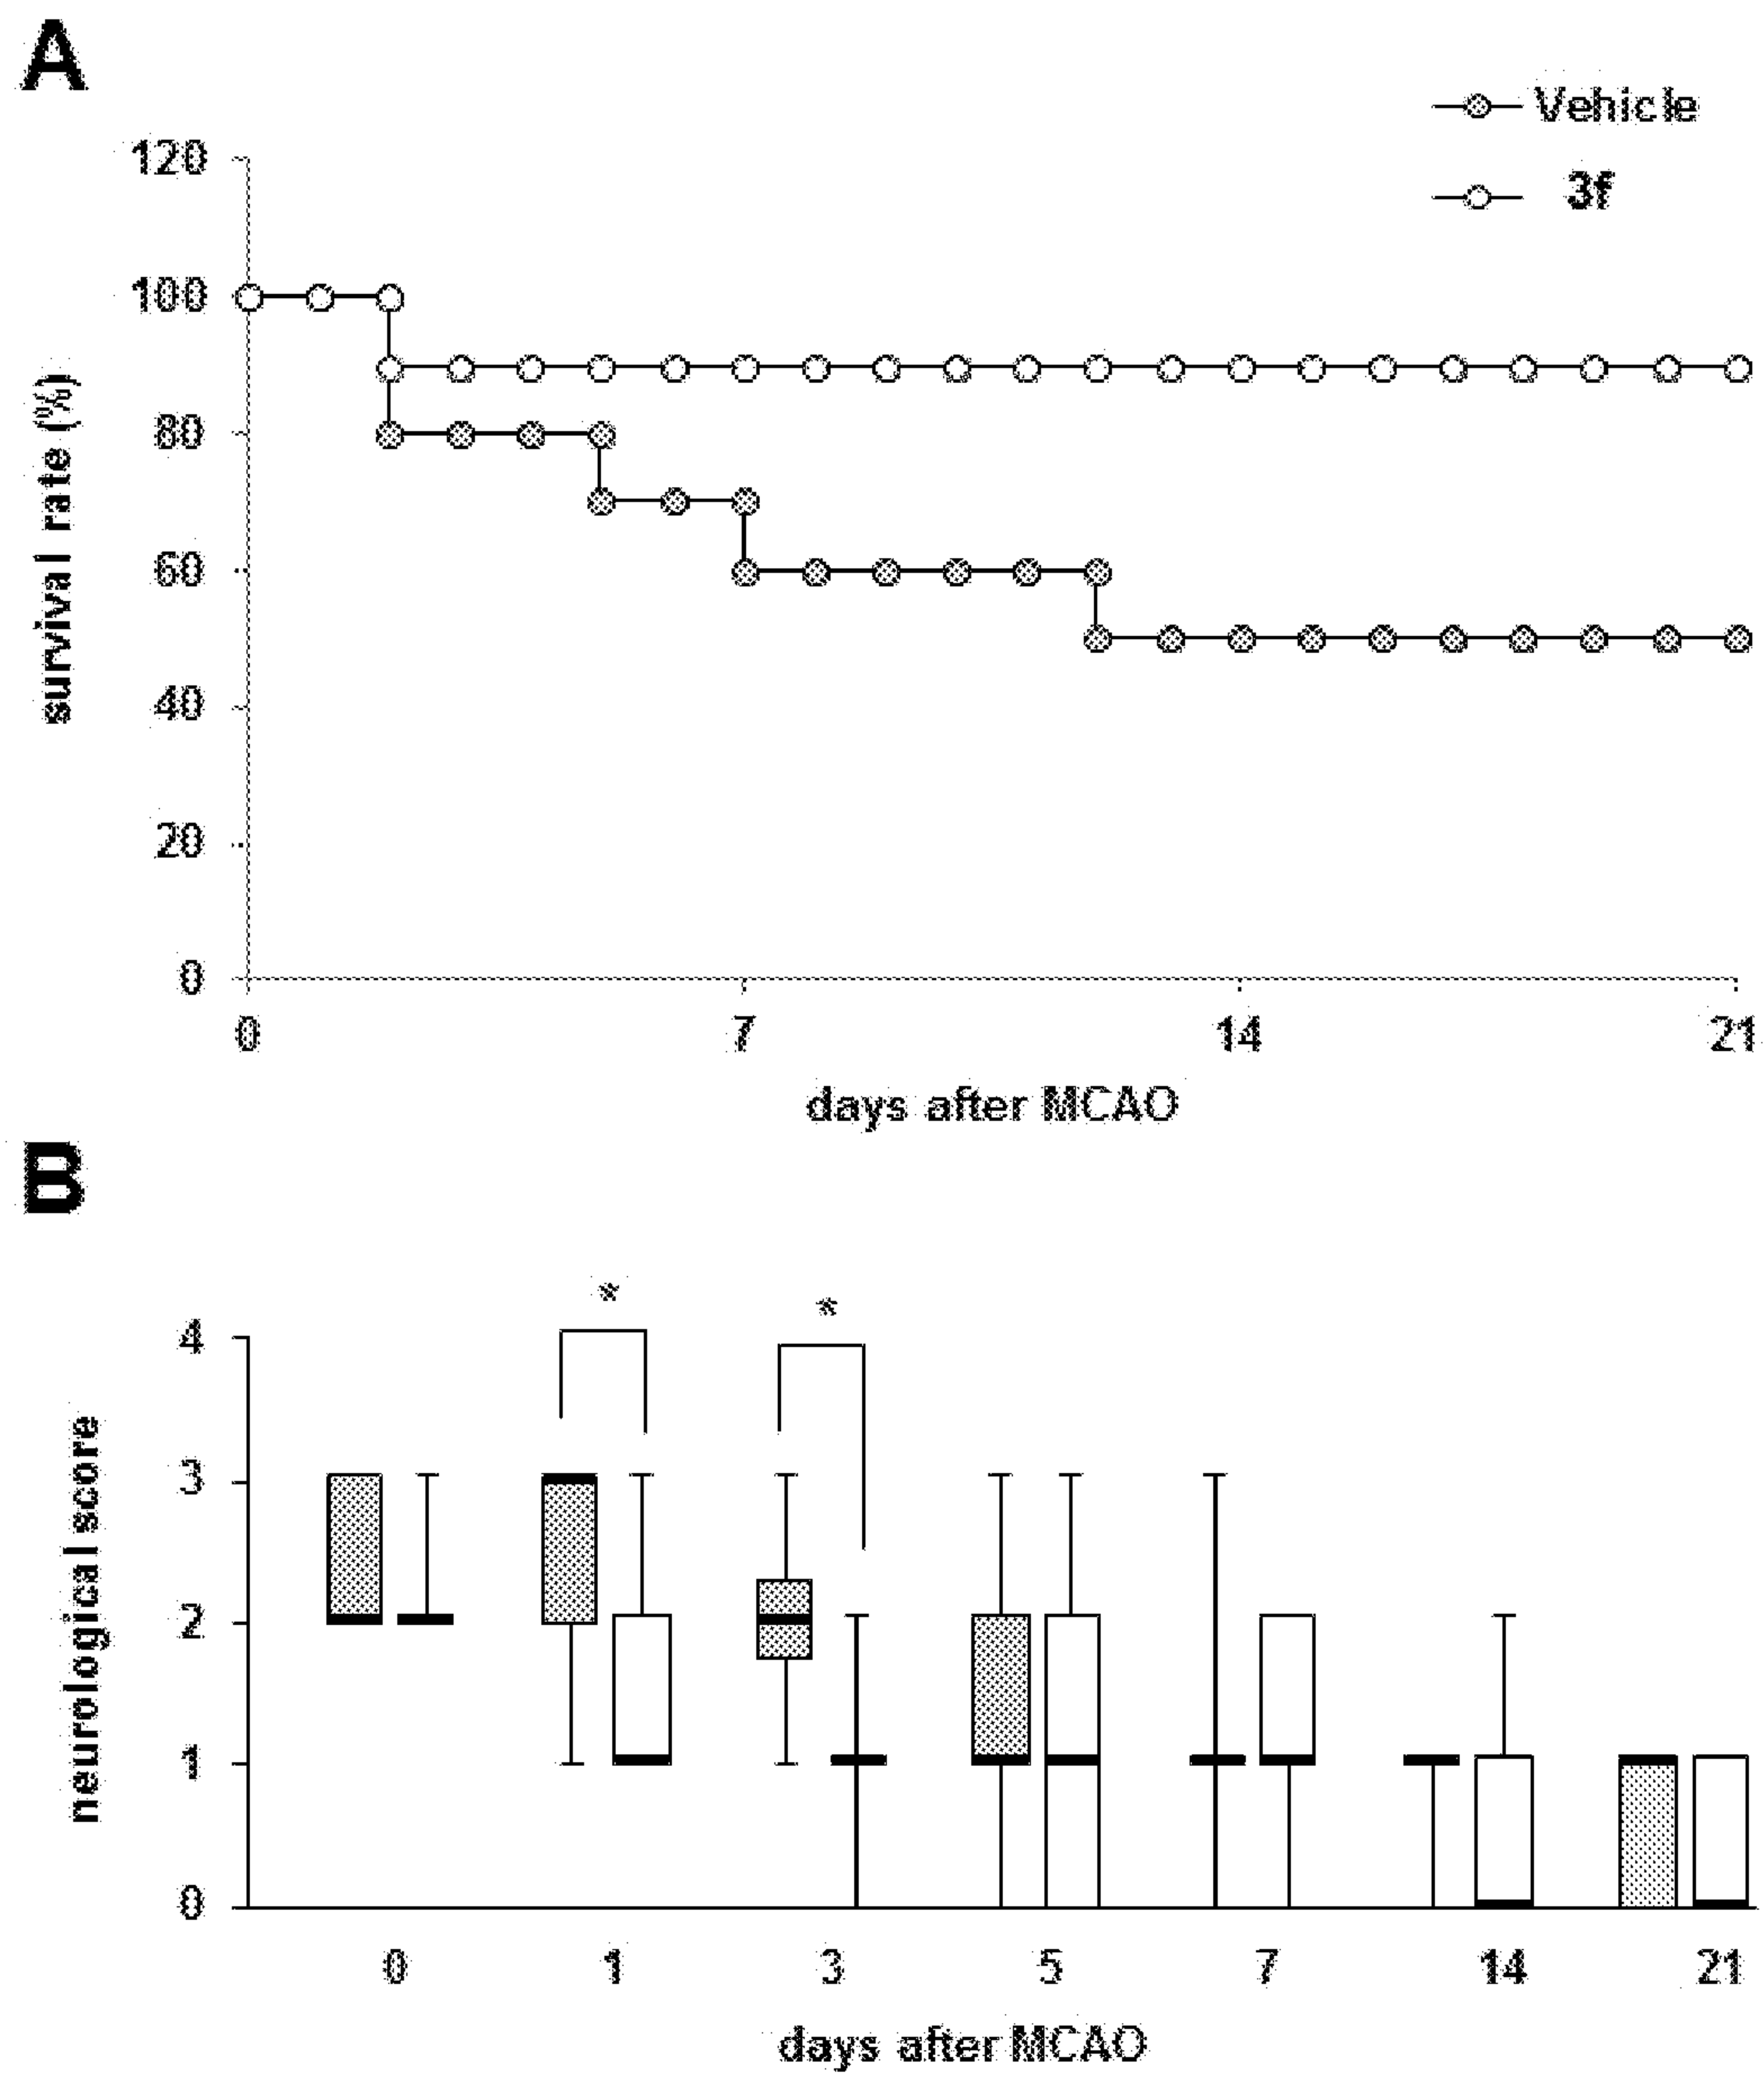 A
Vehicle
3f
120
100
80
60
40
20
0
survival rate (%)
0 7 14 21
days after MCAO
B
* *
4
3
2
1
0
neurological score
0 1 3 5 7 14 21
days after MCAO